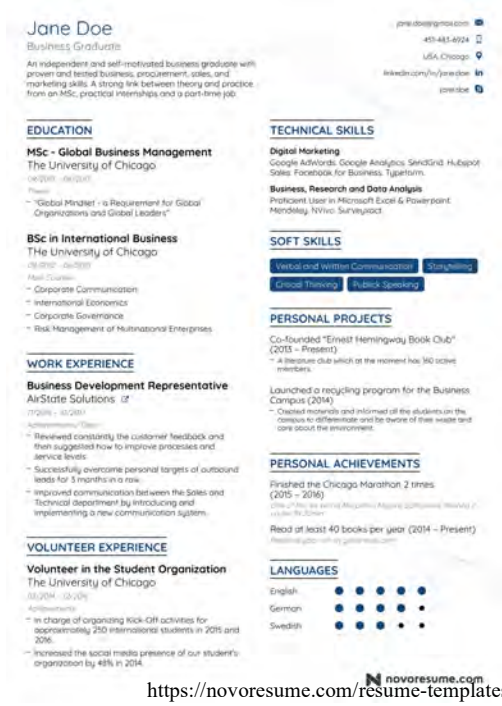 Jane Doe
Business Graduate
An independent and self-motivated business graduate with
proven and tested business, procurement, sales, and
marketing skills. A strong link between theory and practice
from an MSc, practical internships and a part-time job.
jane.doe@gmail.com
451-483-6924
USA, Chicago
linkedin.com/in/jane.doe
jane.doe
EDUCATION
MSc - Global Business Management
The University of Chicago
- "Global Mindset - a Requirement for Global
Organizations and Global Leaders"
BSc in International Business
THe University of Chicago
- Corporate Communication
- International Economics
- Corporate Governance
- Risk Management of Multinational Enterprises
WORK EXPERIENCE
Business Development Representative
AirState Solutions
- Reviewed constantly the customer feedback and
then suggested how to improve processes and
service levels.
- Successfully overcame personal targets of outbound
leads for 3 months in a row.
- Improved communication between the Sales and
Technical department by introducing and
implementing a new communication system.
VOLUNTEER EXPERIENCE
Volunteer in the Student Organization
The University of Chicago
Achievements
- In charge of organizing Kick-Off activities for
approximately 250 international students in 2015 and
2016.
- Increased the social media presence of our student's
organization by 48% in 2014.
TECHNICAL SKILLS
Digital Marketing
Google AdWords, Google Analytics, SendGrid, Hubspot
Sales, Facebook for Business, Typeform.
Business, Research and Data Analysis
Proficient User in Microsoft Excel & Powerpoint,
Mendeley, NVivo, SurveyXact.
SOFT SKILLS
Verbal and Written Communication Storytelling
Critical Thinking Publick Speaking
PERSONAL PROJECTS
Co-founded "Ernest Hemingway Book Club"
(2013 – Present)
- A literature club which at the moment has 160 active
members.
Launched a recycling program for the Business
Campus (2014)
- Created materials and informed all the students on the
campus to differentiate and be aware of their waste and
care about the environment.
PERSONAL ACHIEVEMENTS
Finished the Chicago Marathon 2 times
(2015 – 2016)
Read at least 40 books per year (2014 – Present)
LANGUAGES
English
German
Swedish
novoresume.com
https://novoresume.com/resume-templates